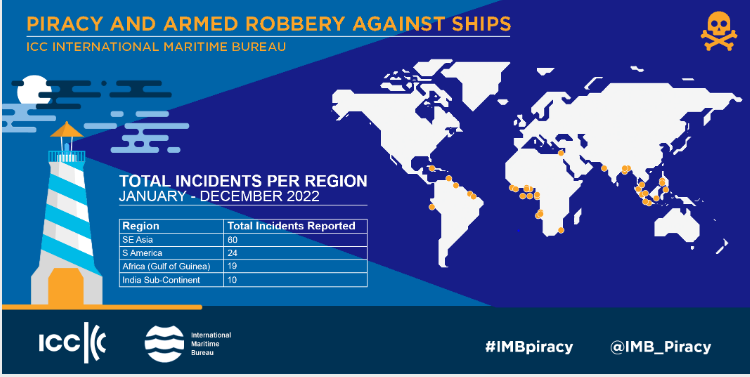 PIRACY AND ARMED ROBBERY AGAINST SHIPS
ICC INTERNATIONAL MARITIME BUREAU
TOTAL INCIDENTS PER REGION
JANUARY - DECEMBER 2022
Region Total Incidents Reported
SE Asia 60
S America 24
Africa (Gulf of Guinea) 19
India Sub-Continent 10
ICC
International
Maritime
Bureau
#IMBpiracy @IMB_Piracy